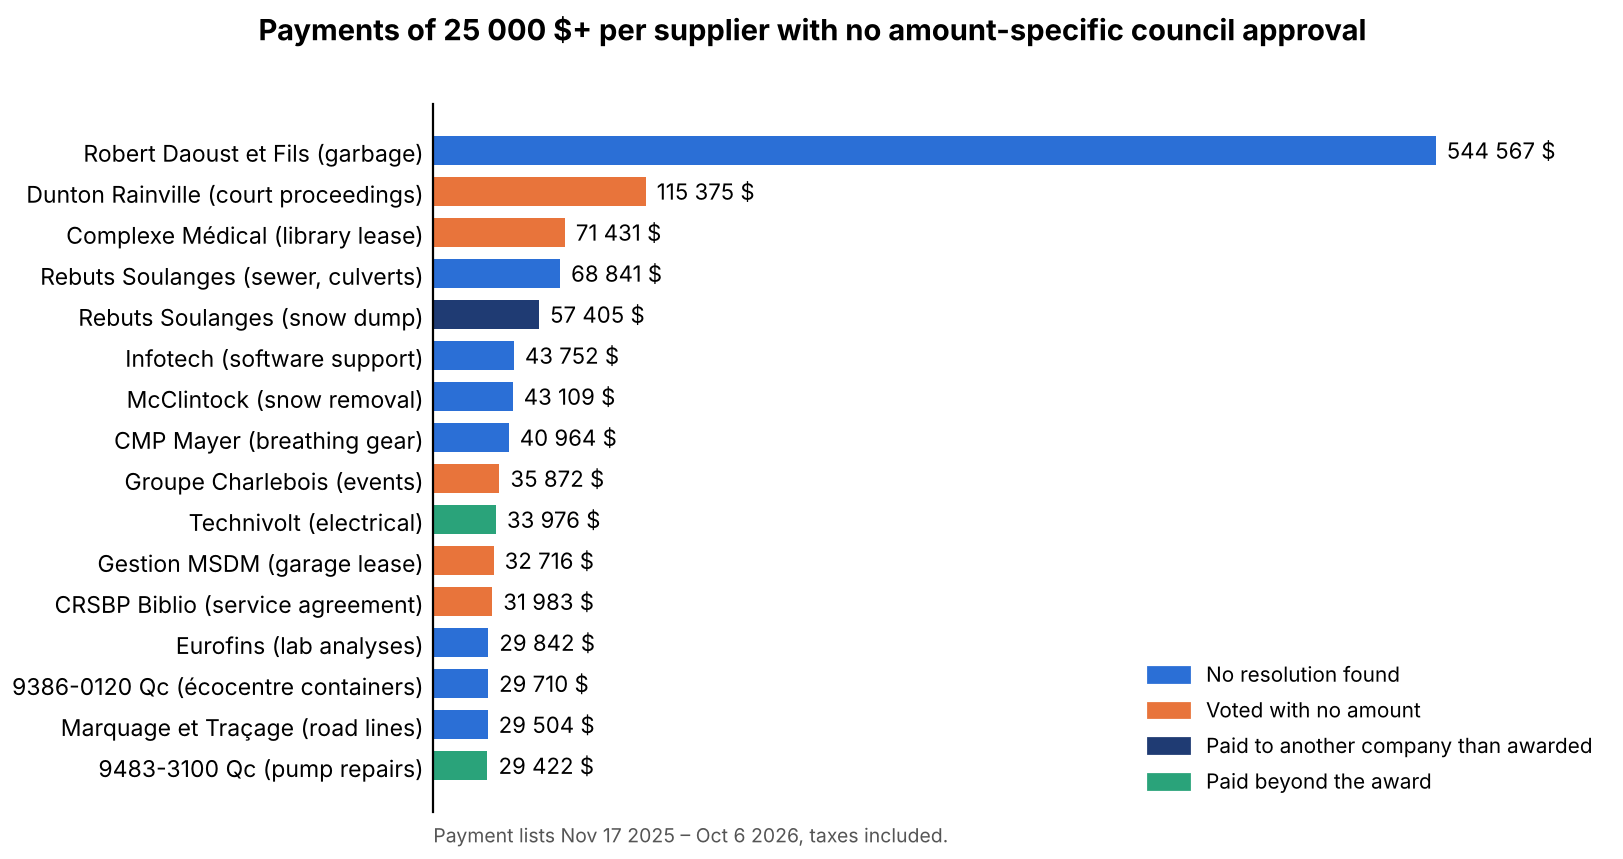 Payments of 25 000 $+ per supplier with no amount-specific council approval
Robert Daoust et Fils (garbage) 544 567 $
Dunton Rainville (court proceedings) 115 375 $
Complexe Médical (library lease) 71 431 $
Rebuts Soulanges (sewer, culverts) 68 841 $
Rebuts Soulanges (snow dump) 57 405 $
Infotech (software support) 43 752 $
McClintock (snow removal) 43 109 $
CMP Mayer (breathing gear) 40 964 $
Groupe Charlebois (events) 35 872 $
Technivolt (electrical) 33 976 $
Gestion MSDM (garage lease) 32 716 $
CRSBP Biblio (service agreement) 31 983 $
Eurofins (lab analyses) 29 842 $
9386-0120 Qc (écocentre containers) 29 710 $
Marquage et Traçage (road lines) 29 504 $
9483-3100 Qc (pump repairs) 29 422 $
No resolution found
Voted with no amount
Paid to another company than awarded
Paid beyond the award
Payment lists Nov 17 2025 – Oct 6 2026, taxes included.